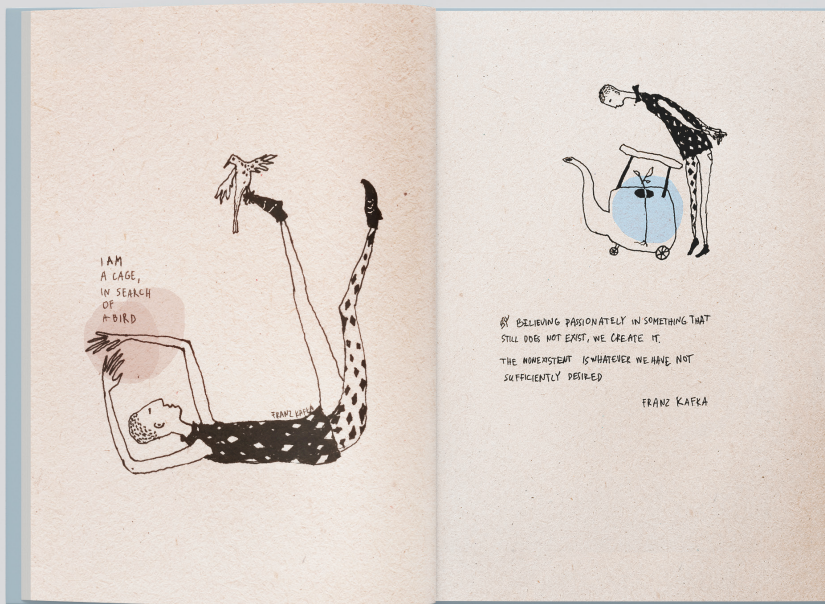 I AM
A CAGE,
IN SEARCH
OF
A BIRD
FRANZ KAFKA
BY BELIEVING PASSIONATELY IN SOMETHING THAT
STILL DOES NOT EXIST, WE CREATE IT.
THE NONEXISTENT IS WHATEVER WE HAVE NOT
SUFFICIENTLY DESIRED
FRANZ KAFKA